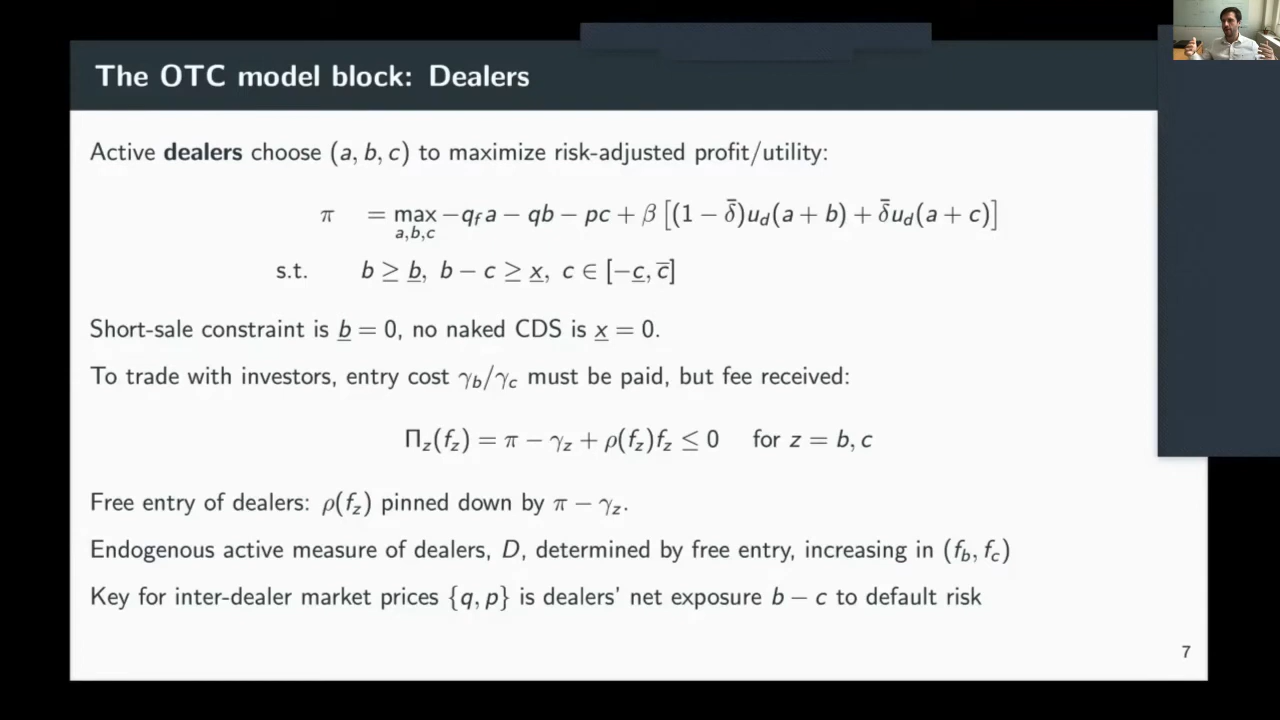 The OTC model block: Dealers
Active dealers choose (a, b, c) to maximize risk-adjusted profit/utility:
π = max −q_f a − qb − pc + β [(1 − δ̄)u_d(a + b) + δ̄u_d(a + c)]
a,b,c
s.t. b ≥ b̲, b − c ≥ x̲, c ∈ [−c̲, c̄]
Short-sale constraint is b̲ = 0, no naked CDS is x̲ = 0.
To trade with investors, entry cost γ_b/γ_c must be paid, but fee received:
Π_z(f_z) = π − γ_z + ρ(f_z)f_z ≤ 0 for z = b, c
Free entry of dealers: ρ(f_z) pinned down by π − γ_z.
Endogenous active measure of dealers, D, determined by free entry, increasing in (f_b, f_c)
Key for inter-dealer market prices {q, p} is dealers' net exposure b − c to default risk
7